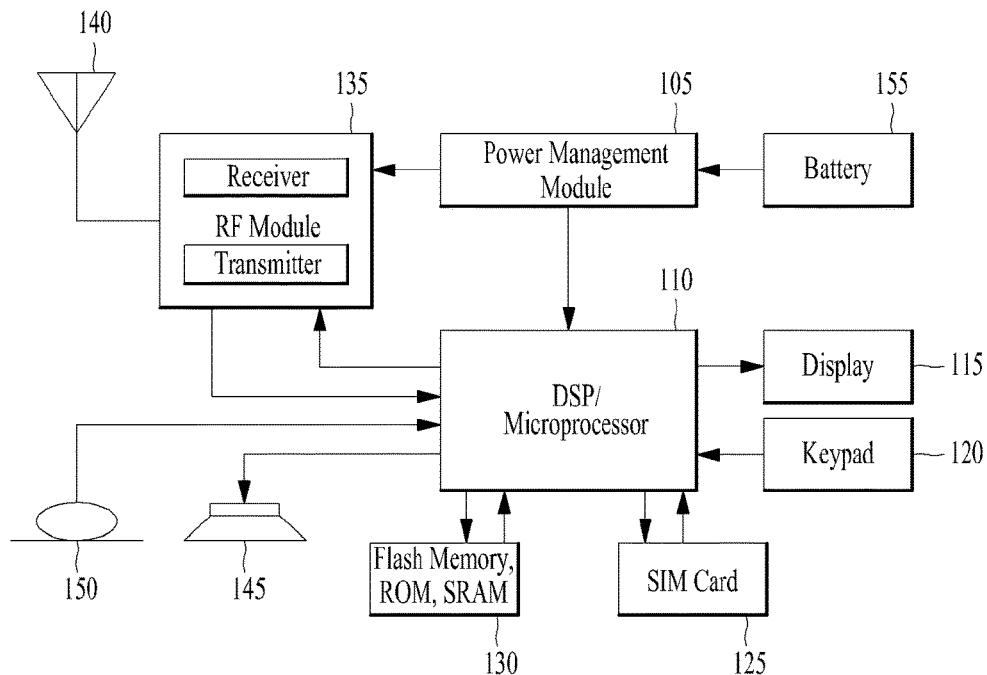 140
135
105
155
Receiver
RF Module
Transmitter
Power Management
Module
Battery
110
DSP/
Microprocessor
Display
115
Keypad
120
150
145
Flash Memory,
ROM, SRAM
130
SIM Card
125